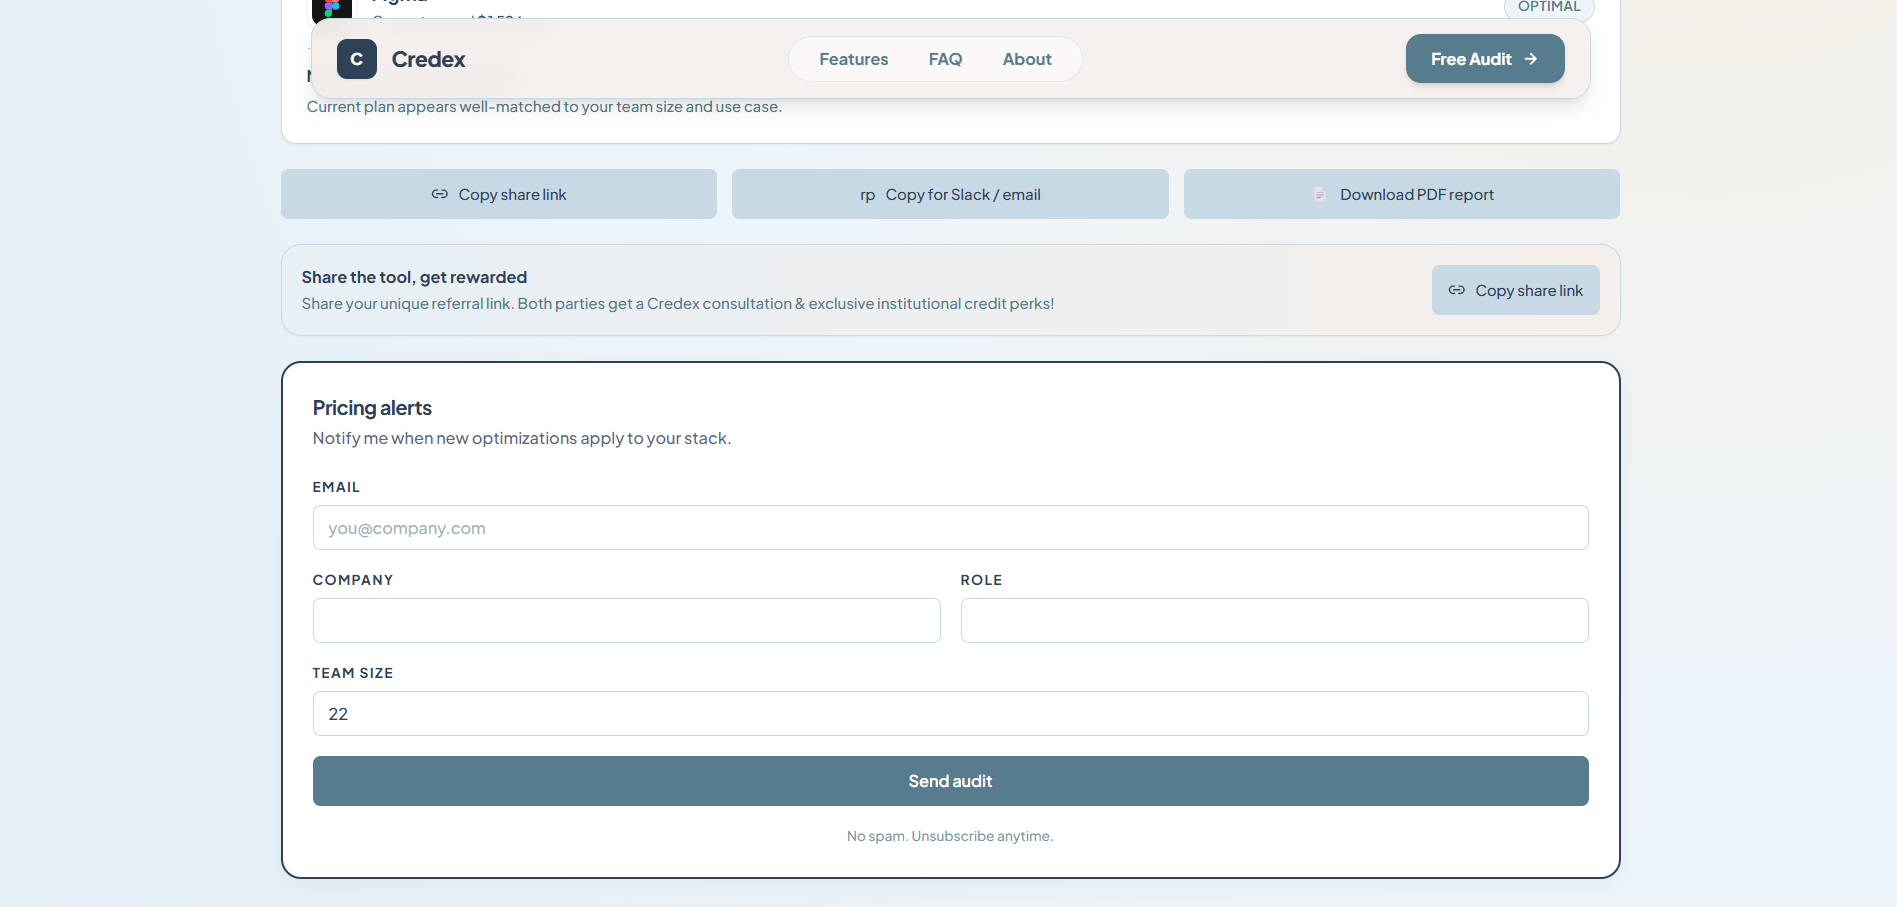 OPTIMAL
C Credex
Features FAQ About
Free Audit →
Current plan appears well-matched to your team size and use case.
Copy share link
rp Copy for Slack / email
Download PDF report
Share the tool, get rewarded
Share your unique referral link. Both parties get a Credex consultation & exclusive institutional credit perks!
Copy share link
Pricing alerts
Notify me when new optimizations apply to your stack.
EMAIL
you@company.com
COMPANY
ROLE
TEAM SIZE
22
Send audit
No spam. Unsubscribe anytime.